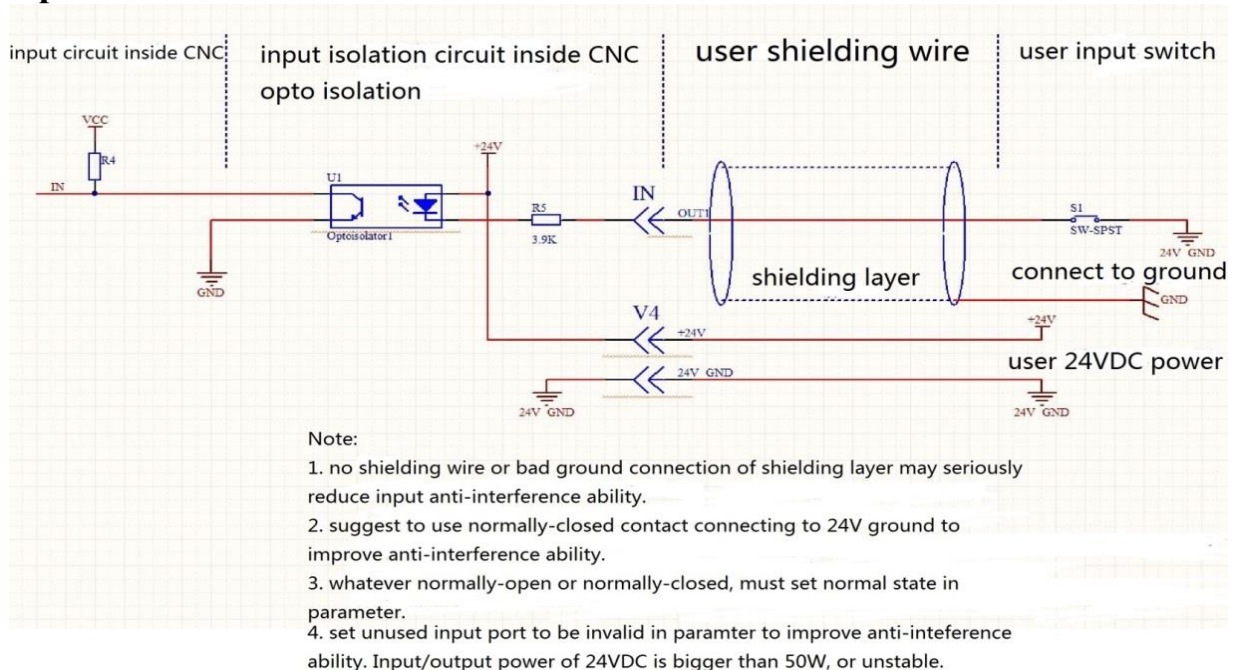 input circuit inside CNC
input isolation circuit inside CNC
opto isolation
user shielding wire
user input switch
VCC
R4
IN
U1
Optoisolator1
GND
+24V
R5
3.9K
IN
OUT1
S1
SW-SPST
24V GND
shielding layer
connect to ground
GND
V4
+24V
+24V
user 24VDC power
24V GND
24V GND
24V GND
Note:
1. no shielding wire or bad ground connection of shielding layer may seriously
reduce input anti-interference ability.
2. suggest to use normally-closed contact connecting to 24V ground to
improve anti-interference ability.
3. whatever normally-open or normally-closed, must set normal state in
parameter.
4. set unused input port to be invalid in paramter to improve anti-inteference
ability. Input/output power of 24VDC is bigger than 50W, or unstable.